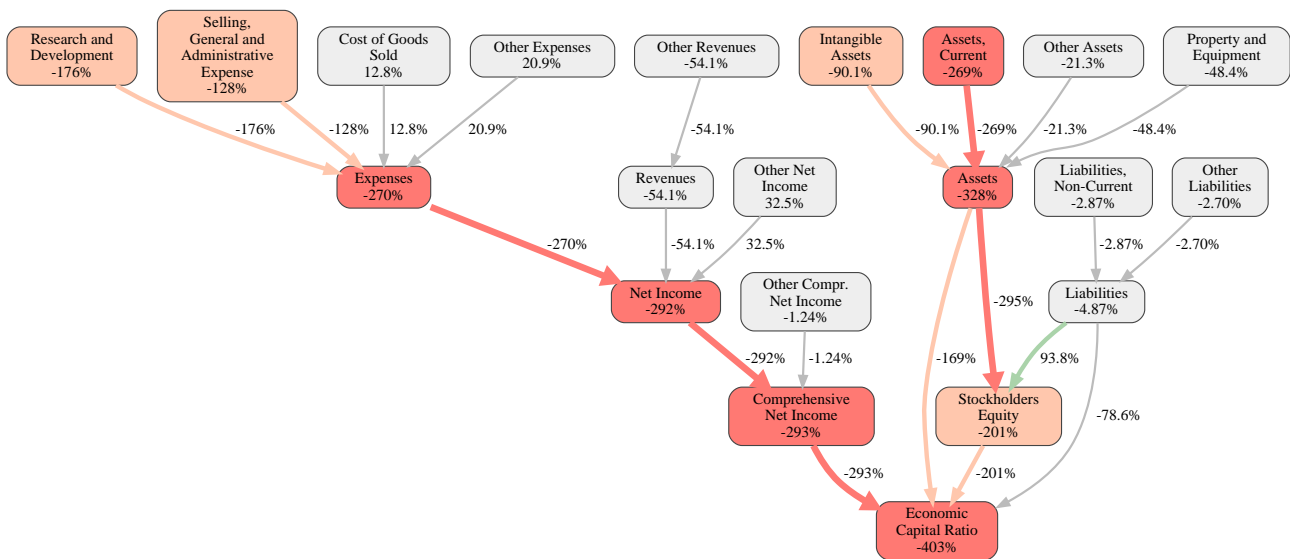 Research and
Development
-176%
Selling,
General and
Administrative
Expense
-128%
Cost of Goods
Sold
12.8%
Other Expenses
20.9%
Other Revenues
-54.1%
Intangible
Assets
-90.1%
Assets,
Current
-269%
Other Assets
-21.3%
Property and
Equipment
-48.4%
-176%
-128%
12.8%
20.9%
-54.1%
-90.1%
-269%
-21.3%
-48.4%
Expenses
-270%
Revenues
-54.1%
Other Net
Income
32.5%
Assets
-328%
Liabilities,
Non-Current
-2.87%
Other
Liabilities
-2.70%
-270%
-54.1%
32.5%
-2.87%
-2.70%
Net Income
-292%
Other Compr.
Net Income
-1.24%
-295%
Liabilities
-4.87%
-292%
-1.24%
-169%
93.8%
Comprehensive
Net Income
-293%
Stockholders
Equity
-201%
-78.6%
-293%
-201%
Economic
Capital Ratio
-403%